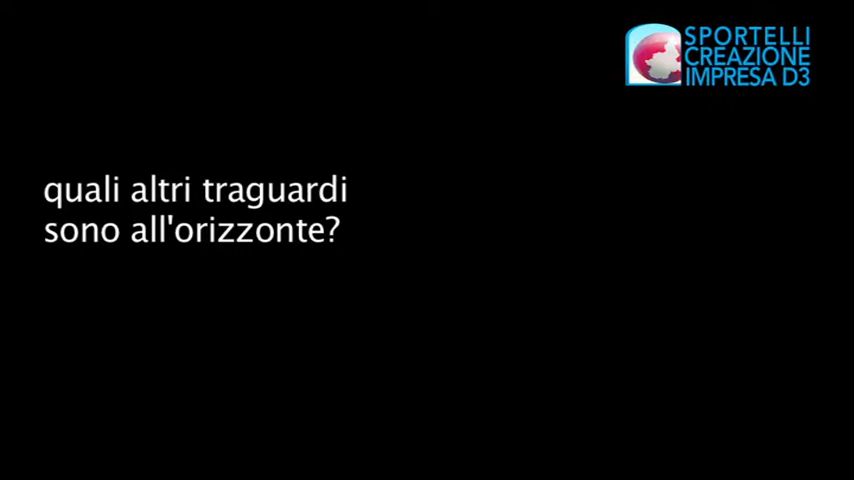 SPORTELLI
CREAZIONE
IMPRESA D3
quali altri traguardi
sono all'orizzonte?